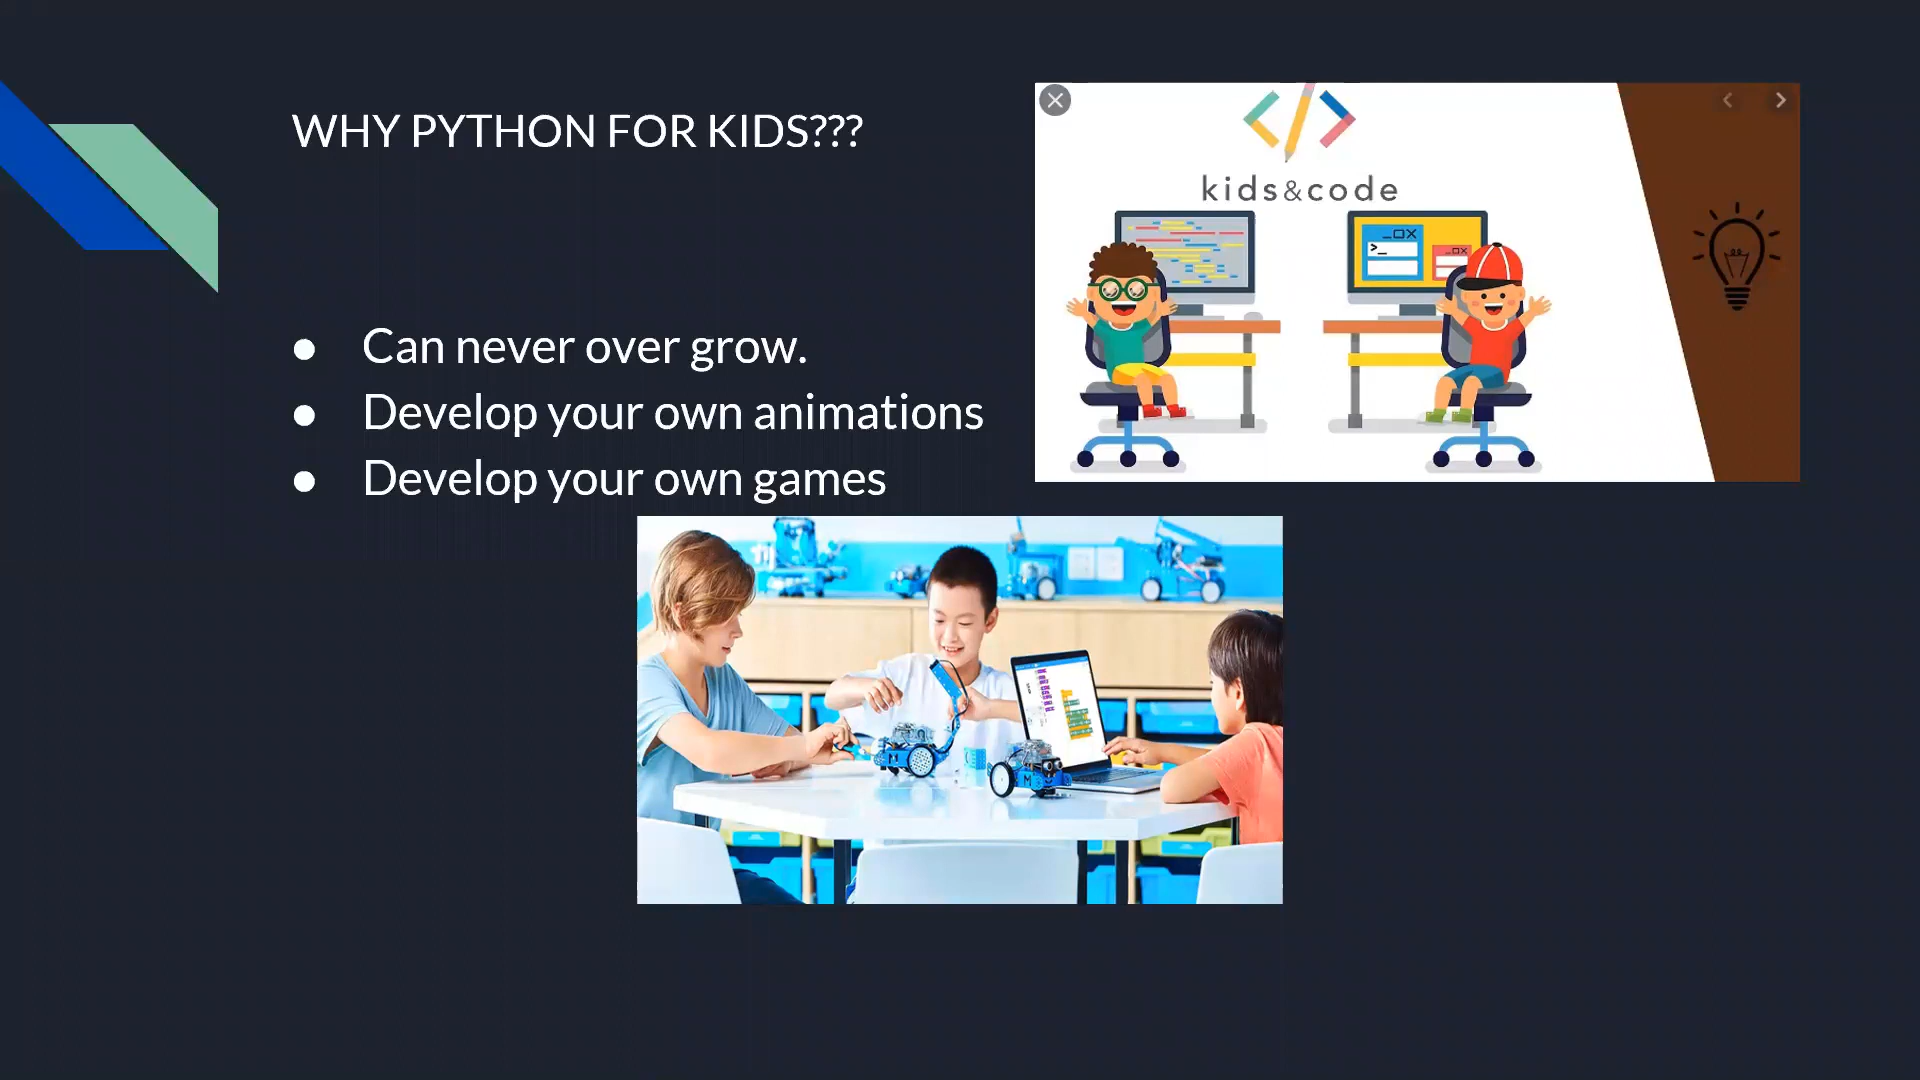 WHY PYTHON FOR KIDS???
kids&code
>_
● Can never over grow.
● Develop your own animations
● Develop your own games